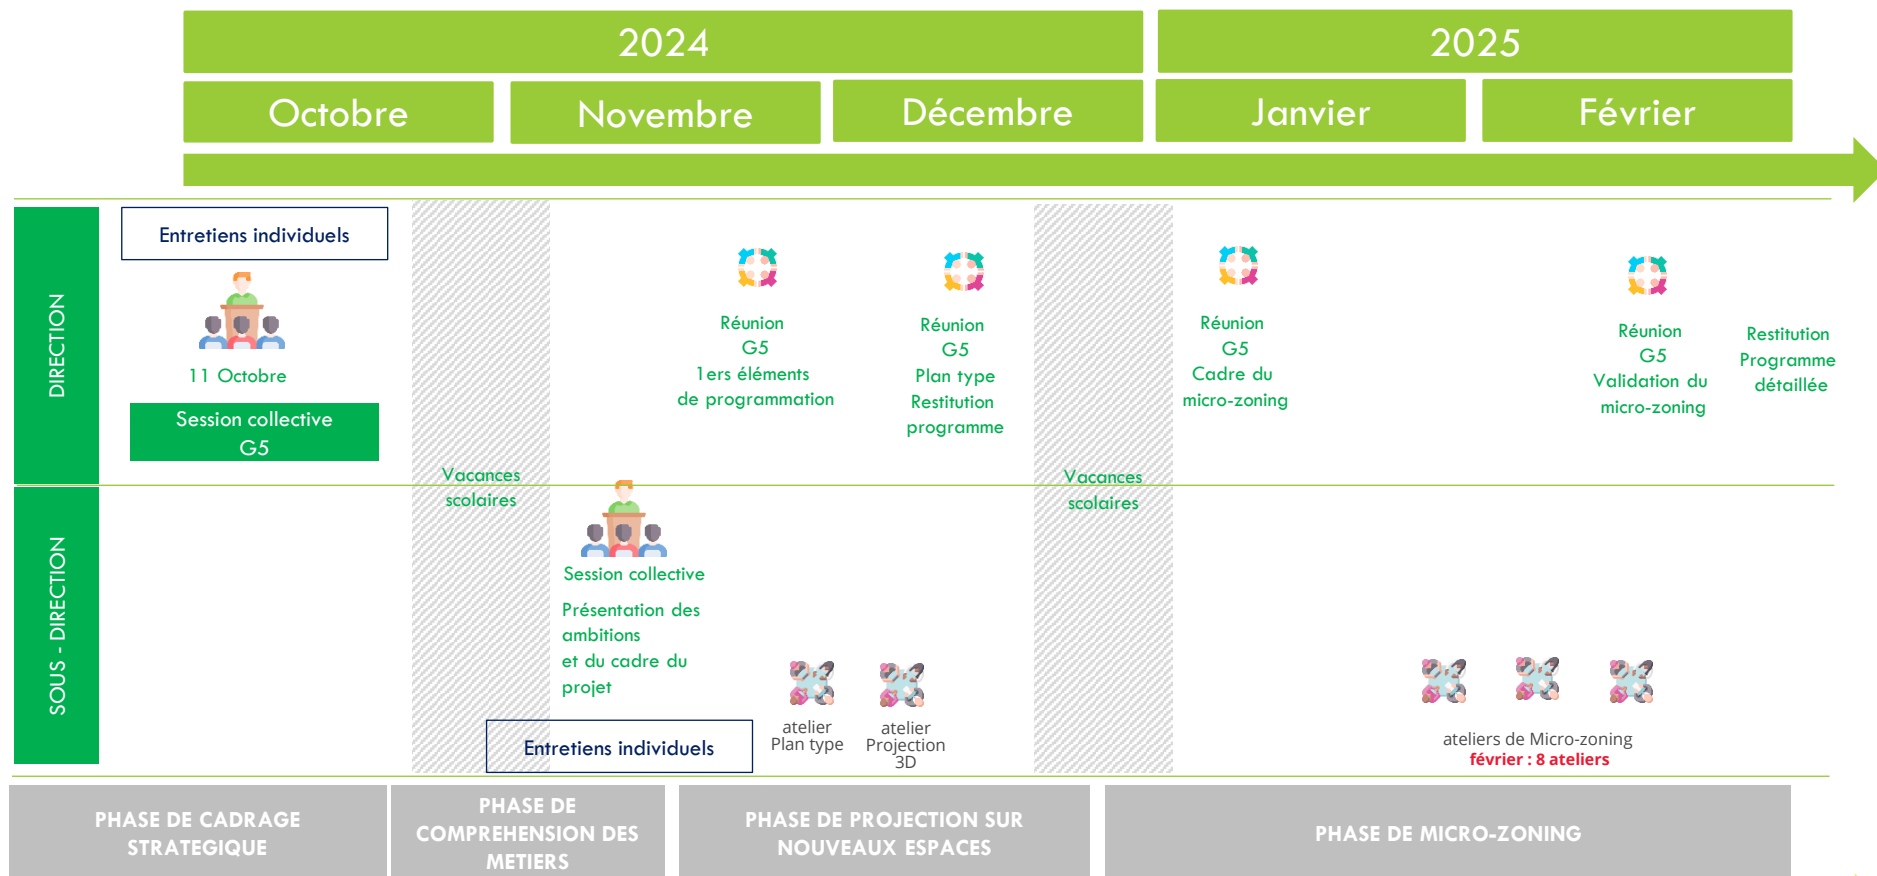 2024
2025
Octobre
Novembre
Décembre
Janvier
Février
DIRECTION
Entretiens individuels
11 Octobre
Session collective
G5
Vacances
scolaires
Réunion
G5
1ers éléments
de programmation
Réunion
G5
Plan type
Restitution
programme
Vacances
scolaires
Réunion
G5
Cadre du
micro-zoning
Réunion
G5
Validation du
micro-zoning
Restitution
Programme
détaillée
SOUS - DIRECTION
Session collective
Présentation des
ambitions
et du cadre du
projet
Entretiens individuels
atelier
Plan type
atelier
Projection
3D
ateliers de Micro-zoning
février : 8 ateliers
PHASE DE CADRAGE
STRATEGIQUE
PHASE DE
COMPREHENSION DES
METIERS
PHASE DE PROJECTION SUR
NOUVEAUX ESPACES
PHASE DE MICRO-ZONING